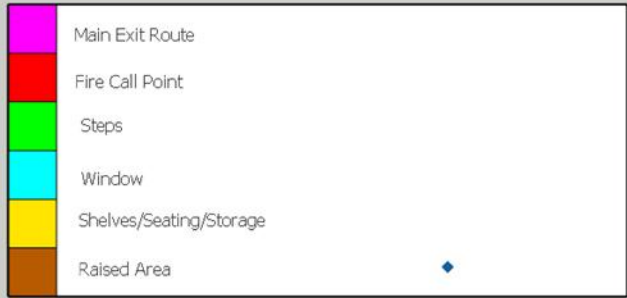 Main Exit Route
Fire Call Point
Steps
Window
Shelves/Seating/Storage
Raised Area